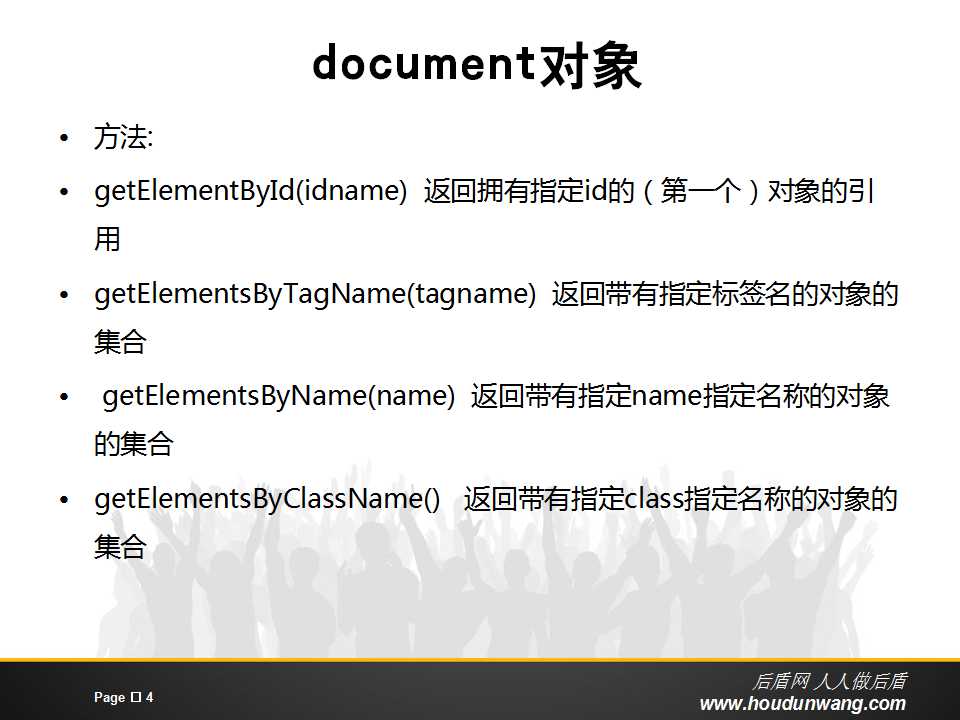 document对象
• 方法:
• getElementById(idname) 返回拥有指定id的（第一个）对象的引
用
• getElementsByTagName(tagname) 返回带有指定标签名的对象的
集合
• getElementsByName(name) 返回带有指定name指定名称的对象
的集合
• getElementsByClassName() 返回带有指定class指定名称的对象的
集合
Page □ 4
后盾网 人人做后盾
www.houdunwang.com